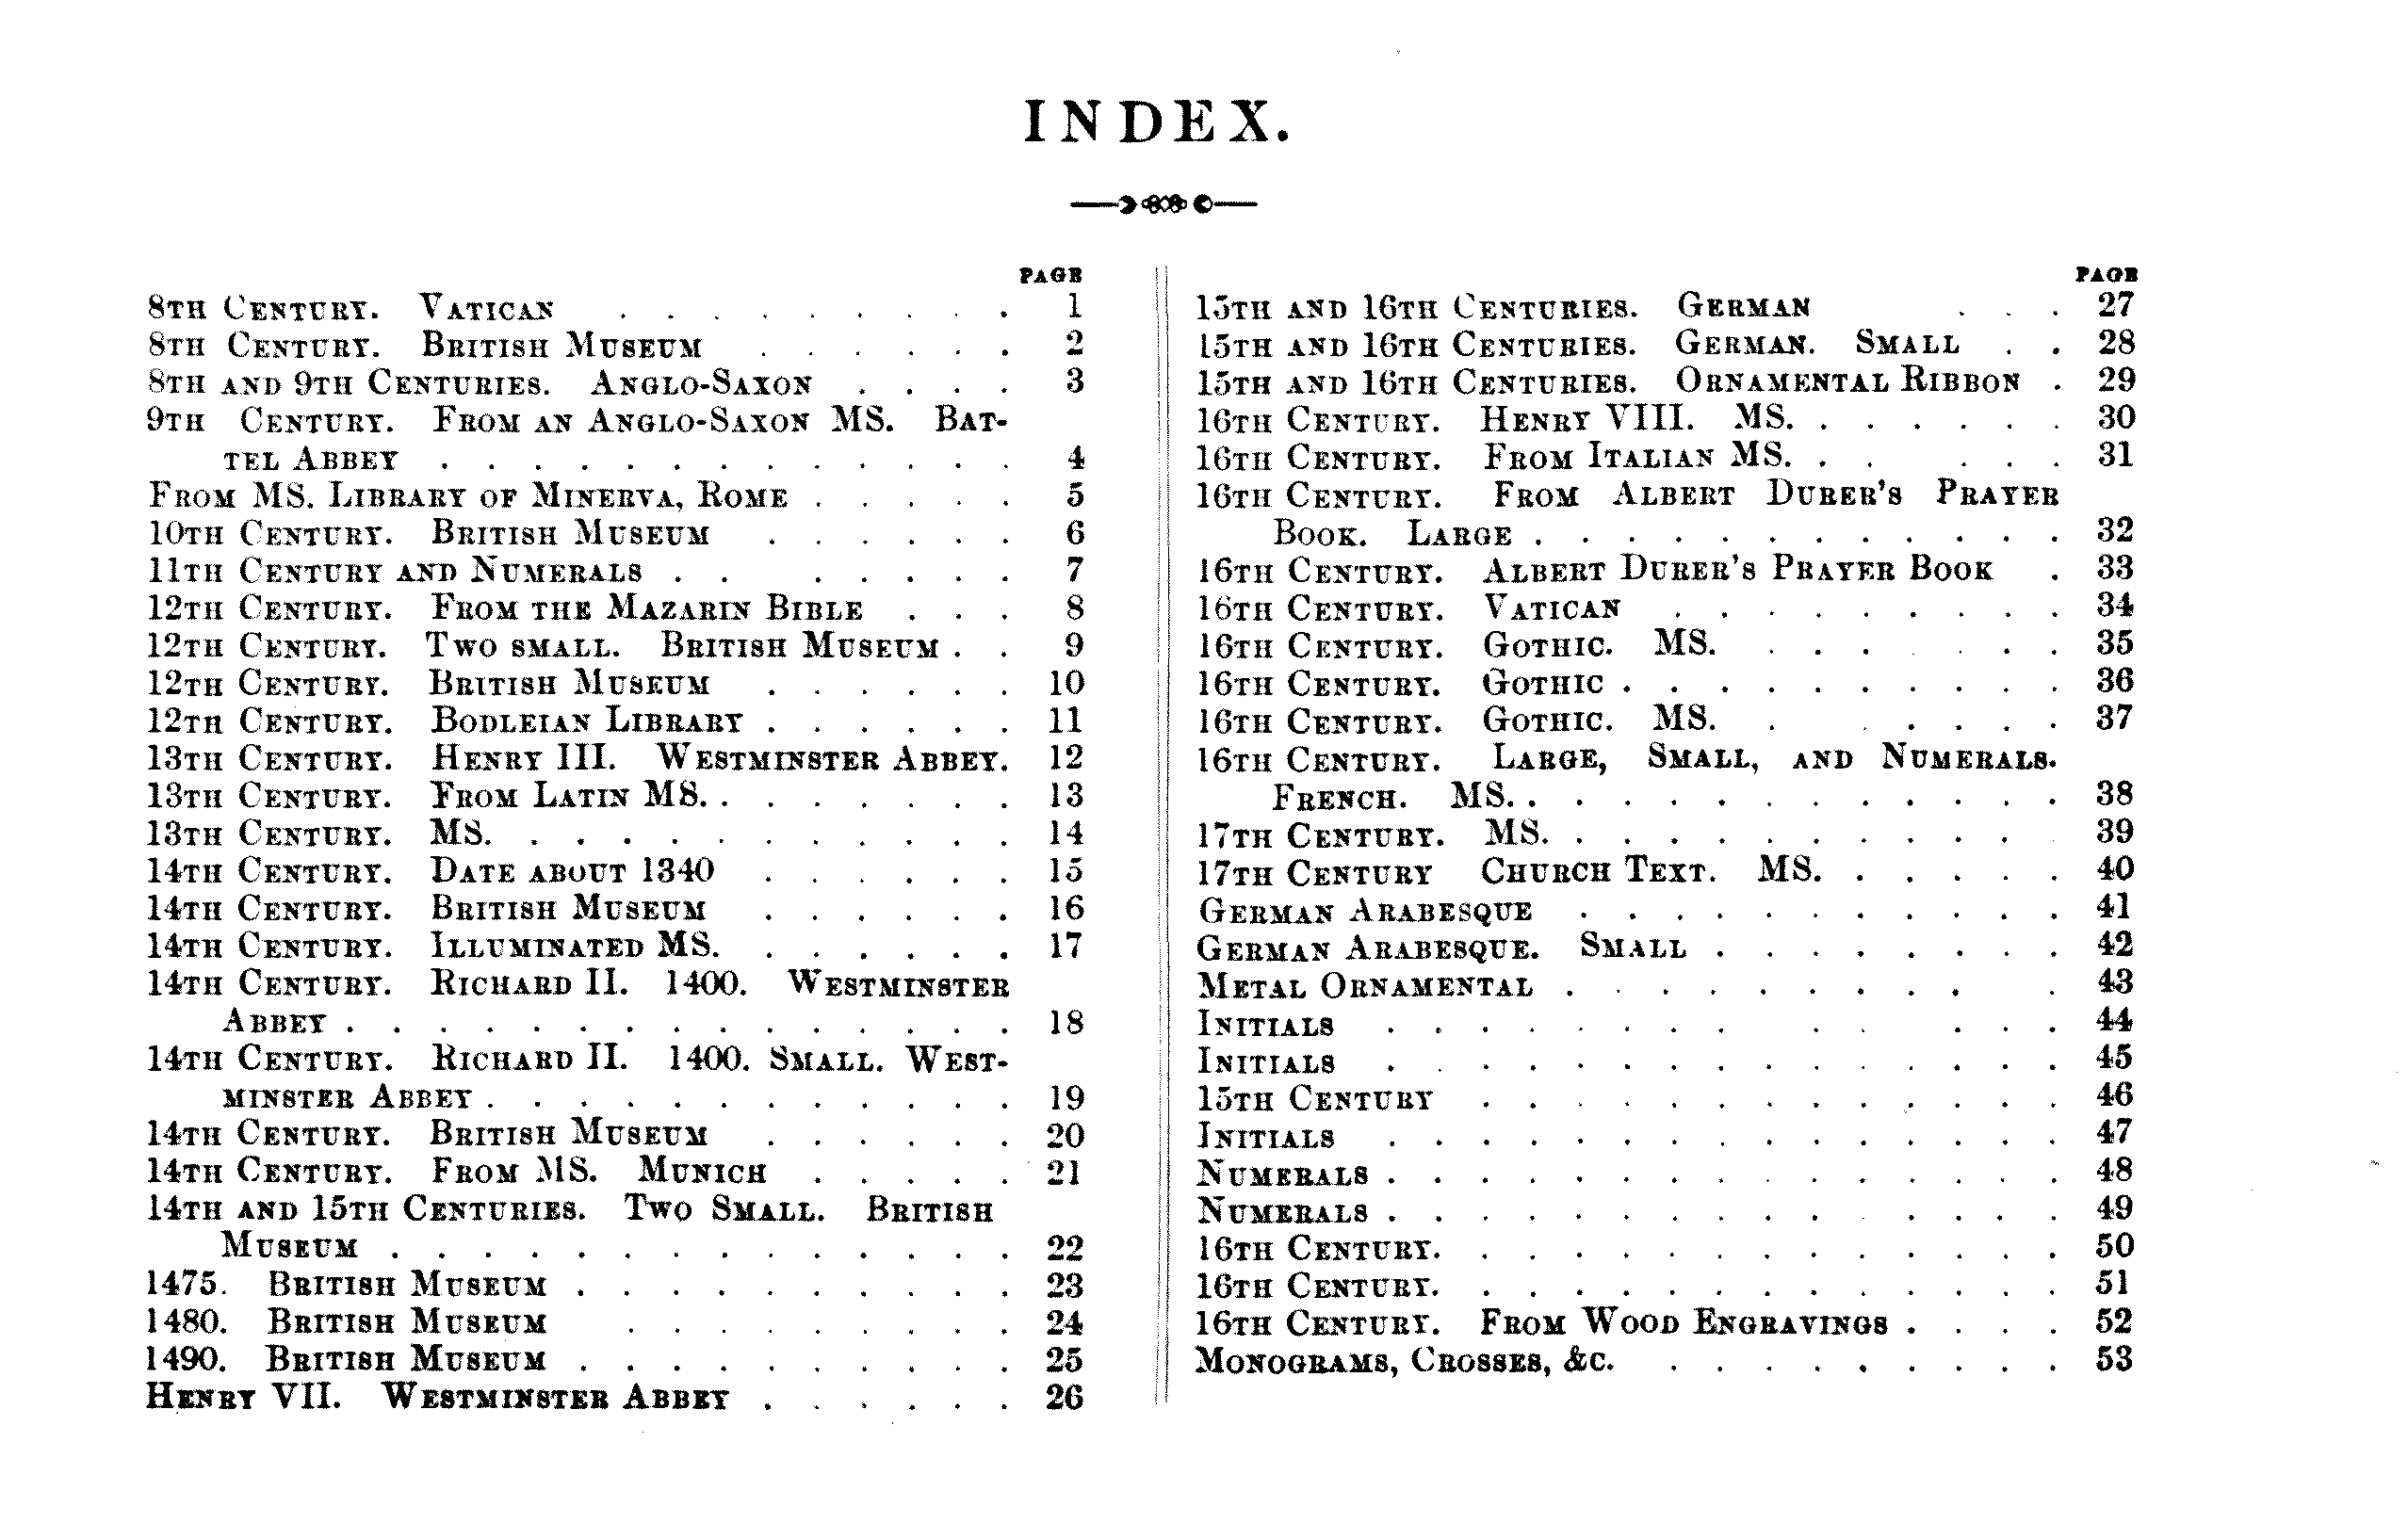 INDEX.
PAGE
8TH CENTURY. VATICAN . . . . . . . . . 1
8TH CENTURY. BRITISH MUSEUM . . . . . . 2
8TH AND 9TH CENTURIES. ANGLO-SAXON . . . . 3
9TH CENTURY. FROM AN ANGLO-SAXON MS. BAT-
TEL ABBEY . . . . . . . . . . . . . 4
FROM MS. LIBRARY OF MINERVA, ROME . . . . . 5
10TH CENTURY. BRITISH MUSEUM . . . . . . 6
11TH CENTURY AND NUMERALS . . . . . . . 7
12TH CENTURY. FROM THE MAZARIN BIBLE . . . 8
12TH CENTURY. TWO SMALL. BRITISH MUSEUM . . 9
12TH CENTURY. BRITISH MUSEUM . . . . . . 10
12TH CENTURY. BODLEIAN LIBRARY . . . . . . 11
13TH CENTURY. HENRY III. WESTMINSTER ABBEY. 12
13TH CENTURY. FROM LATIN MS. . . . . . . . 13
13TH CENTURY. MS. . . . . . . . . . . . 14
14TH CENTURY. DATE ABOUT 1340 . . . . . . 15
14TH CENTURY. BRITISH MUSEUM . . . . . . 16
14TH CENTURY. ILLUMINATED MS. . . . . . . 17
14TH CENTURY. RICHARD II. 1400. WESTMINSTER
ABBEY . . . . . . . . . . . . . . . 18
14TH CENTURY. RICHARD II. 1400. SMALL. WEST-
MINSTER ABBEY . . . . . . . . . . . . 19
14TH CENTURY. BRITISH MUSEUM . . . . . . 20
14TH CENTURY. FROM MS. MUNICH . . . . . 21
14TH AND 15TH CENTURIES. TWO SMALL. BRITISH
MUSEUM . . . . . . . . . . . . . . 22
1475. BRITISH MUSEUM . . . . . . . . . . 23
1480. BRITISH MUSEUM . . . . . . . . . 24
1490. BRITISH MUSEUM . . . . . . . . . . 25
HENRY VII. WESTMINSTER ABBEY . . . . . . 26
PAGE
15TH AND 16TH CENTURIES. GERMAN . . . 27
15TH AND 16TH CENTURIES. GERMAN. SMALL . . 28
15TH AND 16TH CENTURIES. ORNAMENTAL RIBBON . 29
16TH CENTURY. HENRY VIII. MS. . . . . . . 30
16TH CENTURY. FROM ITALIAN MS. . . . . . 31
16TH CENTURY. FROM ALBERT DURER'S PRAYER
BOOK. LARGE . . . . . . . . . . . . 32
16TH CENTURY. ALBERT DURER'S PRAYER BOOK . 33
16TH CENTURY. VATICAN . . . . . . . . . 34
16TH CENTURY. GOTHIC. MS. . . . . . . . 35
16TH CENTURY. GOTHIC . . . . . . . . . . 36
16TH CENTURY. GOTHIC. MS. . . . . . . 37
16TH CENTURY. LARGE, SMALL, AND NUMERALS.
FRENCH. MS. . . . . . . . . . . . . 38
17TH CENTURY. MS. . . . . . . . . . . . 39
17TH CENTURY CHURCH TEXT. MS. . . . . . 40
GERMAN ARABESQUE . . . . . . . . . . . 41
GERMAN ARABESQUE. SMALL . . . . . . . . 42
METAL ORNAMENTAL . . . . . . . . . . 43
INITIALS . . . . . . . . . . . . . 44
INITIALS . . . . . . . . . . . . . . . 45
15TH CENTURY . . . . . . . . . . . . . 46
INITIALS . . . . . . . . . . . . . . . 47
NUMERALS . . . . . . . . . . . . . . . 48
NUMERALS . . . . . . . . . . . . . . . 49
16TH CENTURY. . . . . . . . . . . . . . 50
16TH CENTURY. . . . . . . . . . . . . . 51
16TH CENTURY. FROM WOOD ENGRAVINGS . . . . 52
MONOGRAMS, CROSSES, &C. . . . . . . . . . 53